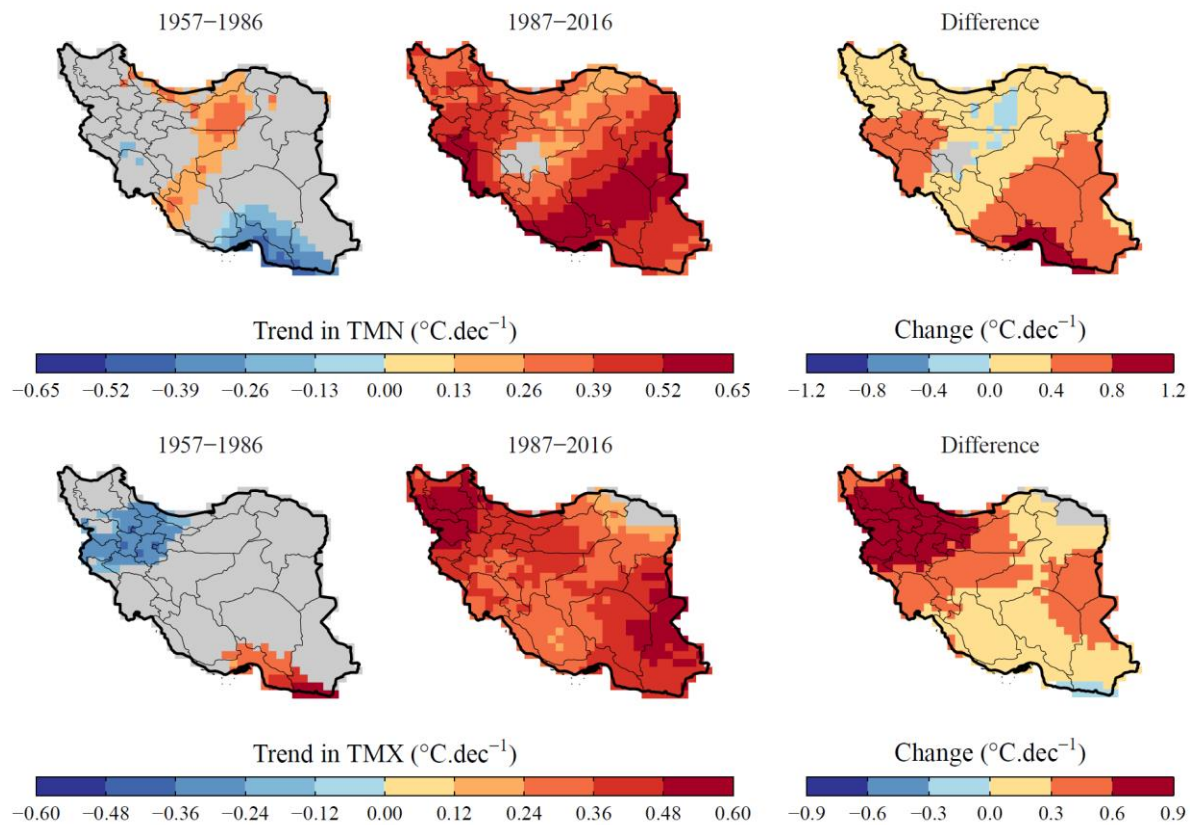 1957−1986 1987−2016 Difference
Trend in TMN (°C.dec⁻¹) Change (°C.dec⁻¹)
−0.65 −0.52 −0.39 −0.26 −0.13 0.00 0.13 0.26 0.39 0.52 0.65 −1.2 −0.8 −0.4 0.0 0.4 0.8 1.2
1957−1986 1987−2016 Difference
Trend in TMX (°C.dec⁻¹) Change (°C.dec⁻¹)
−0.60 −0.48 −0.36 −0.24 −0.12 0.00 0.12 0.24 0.36 0.48 0.60 −0.9 −0.6 −0.3 0.0 0.3 0.6 0.9